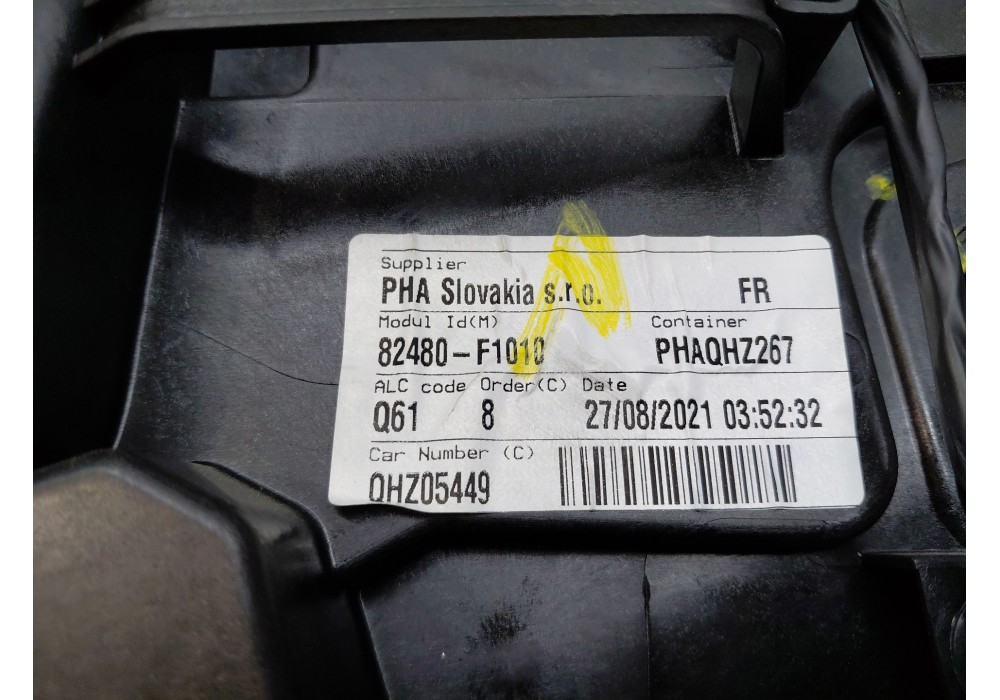 Supplier
PHA Slovakia s.r.o. FR
Modul Id(M) Container
82480-F1010 PHAQHZ267
ALC code Order(C) Date
Q61 8 27/08/2021 03:52:32
Car Number (C)
QHZ05449